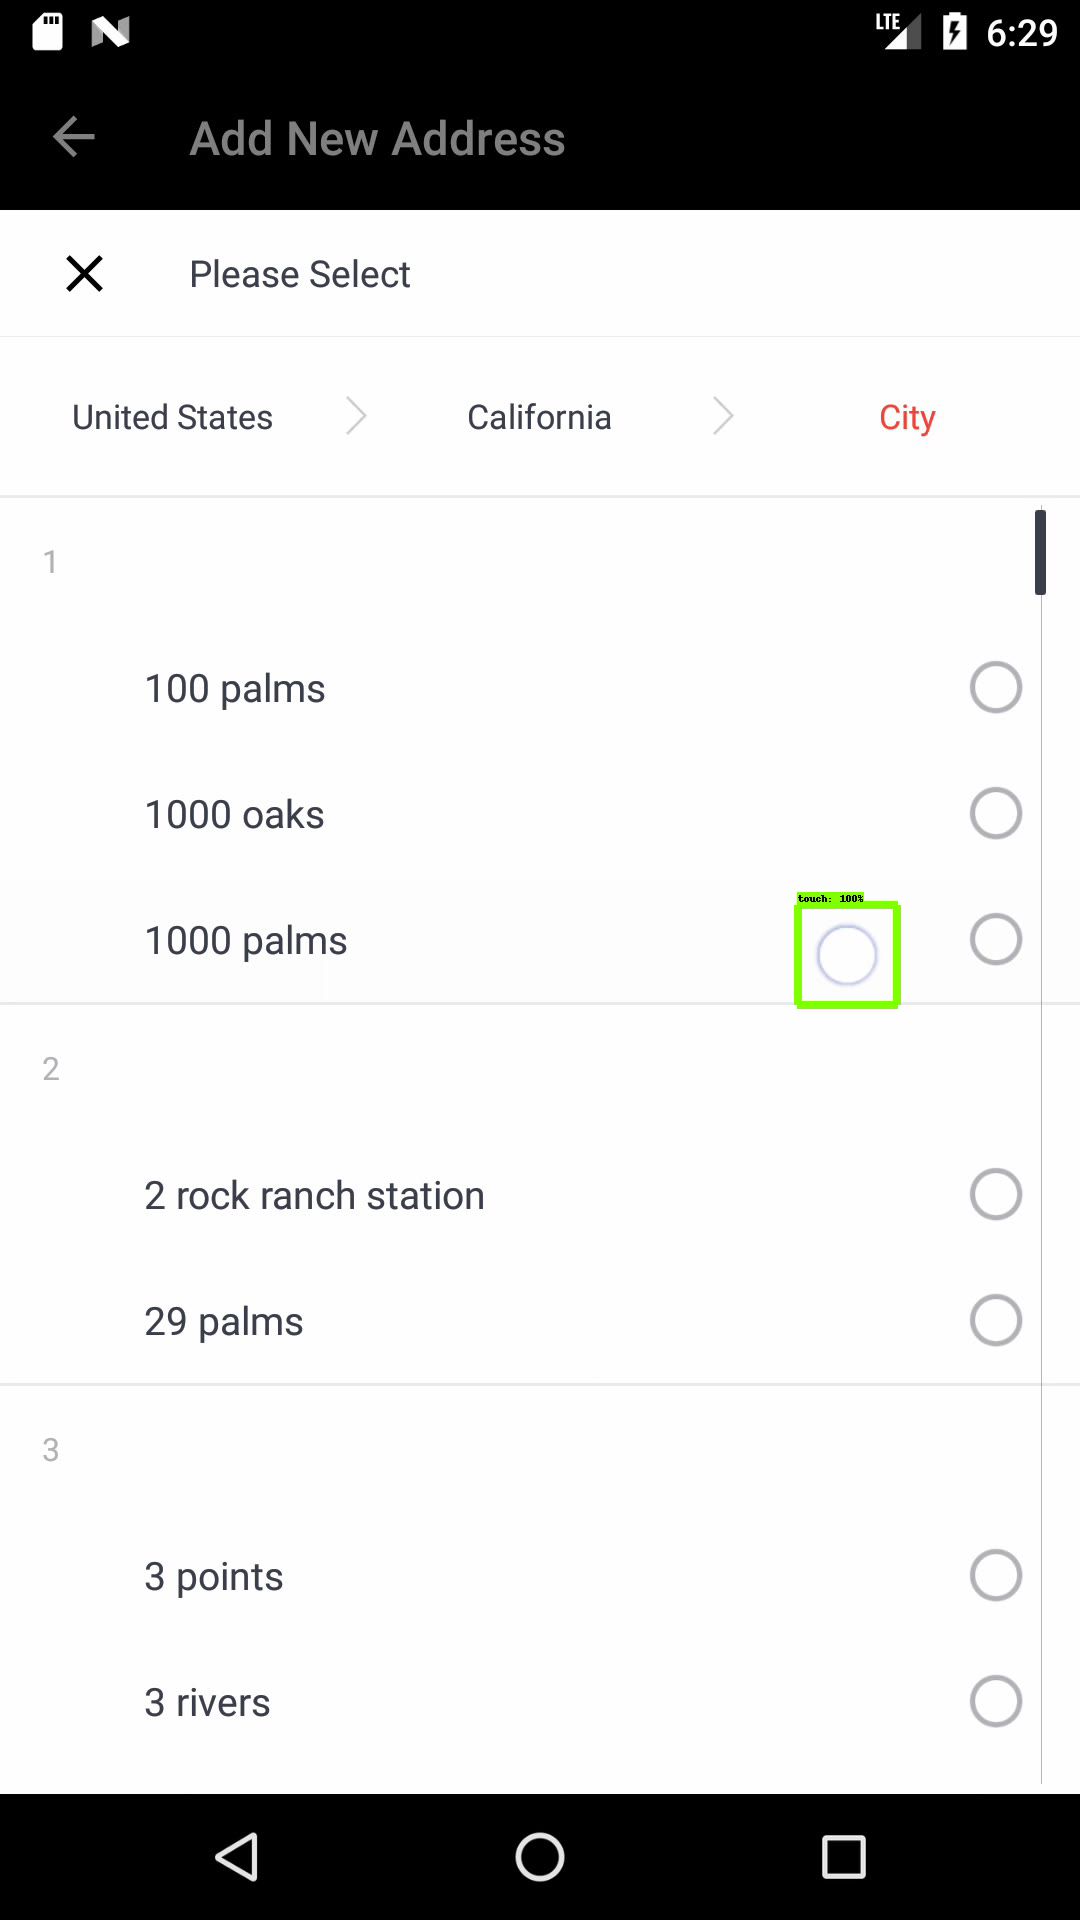 LTE 6:29
Add New Address
Please Select
United States California City
1
100 palms
1000 oaks
touch: 100%
1000 palms
2
2 rock ranch station
29 palms
3
3 points
3 rivers